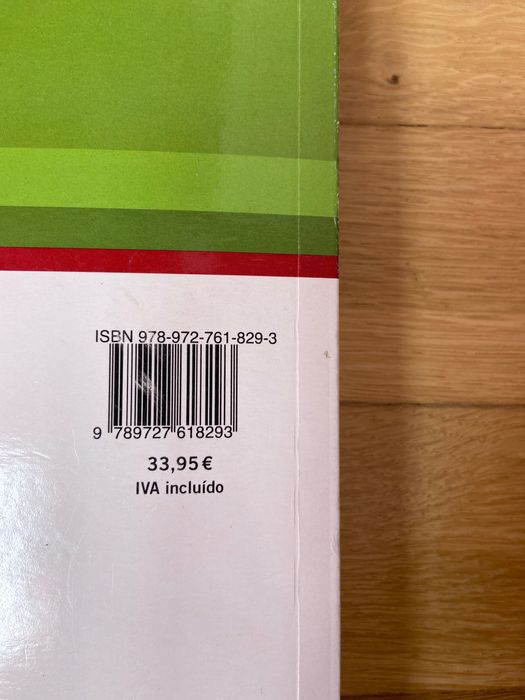 ISBN 978-972-761-829-3
9 789727 618293
33,95 €
IVA incluído